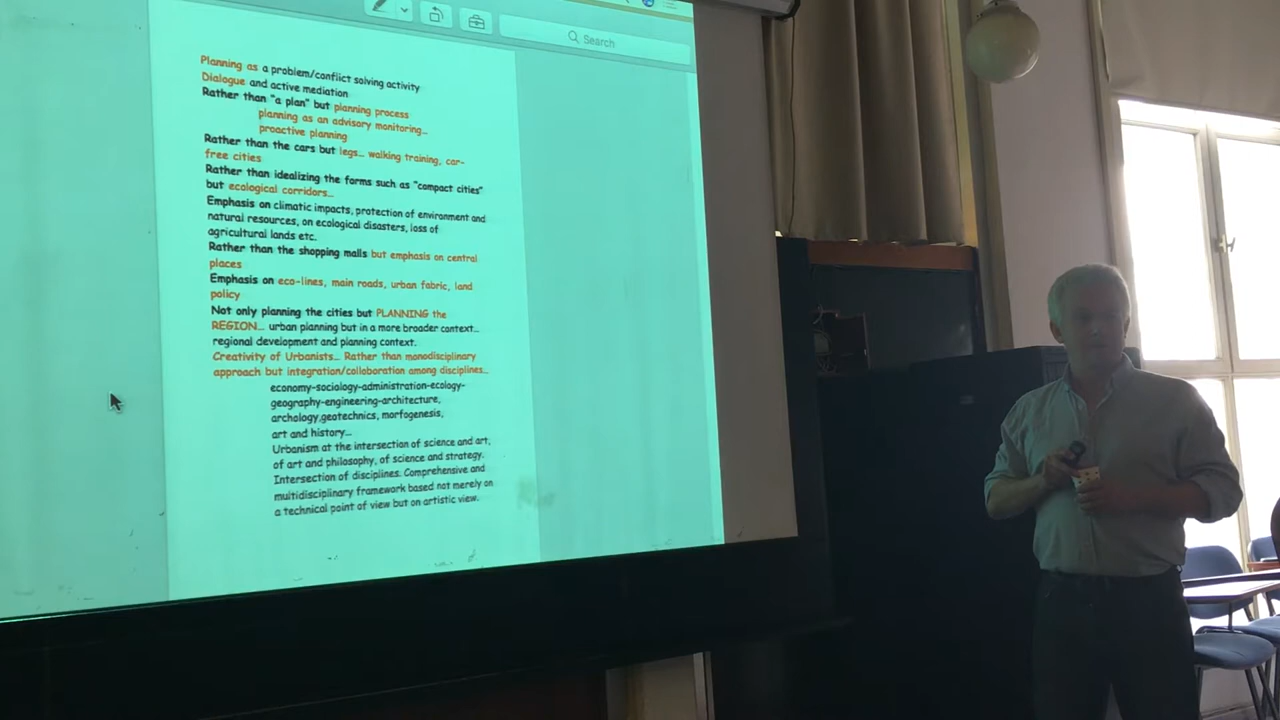 Search
Planning as a problem/conflict solving activity
Dialogue and active mediation
Rather than "a plan" but planning process
planning as an advisory monitoring...
proactive planning
Rather than the cars but legs... walking training, car-
free cities
Rather than idealizing the forms such as "compact cities"
but ecological corridors...
Emphasis on climatic impacts, protection of environment and
natural resources, on ecological disasters, loss of
agricultural lands etc.
Rather than the shopping malls but emphasis on central
places
Emphasis on eco-lines, main roads, urban fabric, land
policy
Not only planning the cities but PLANNING the
REGION... urban planning but in a more broader context...
regional development and planning context.
Creativity of Urbanists... Rather than monodisciplinary
approach but integration/collaboration among disciplines...
economy-sociology-administration-ecology-
geography-engineering-architecture,
archology,geotechnics, morfogenesis,
art and history...
Urbanism at the intersection of science and art,
of art and philosophy, of science and strategy.
Intersection of disciplines. Comprehensive and
multidisciplinary framework based not merely on
a technical point of view but on artistic view.